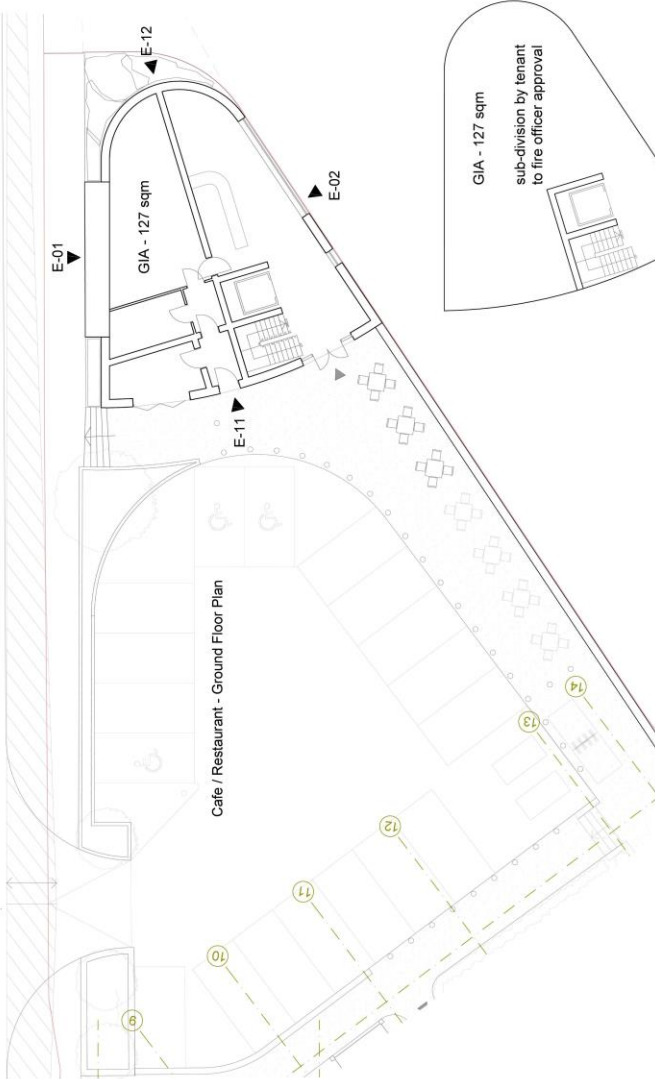 E-12
E-01
GIA - 127 sqm
E-02
E-11
GIA - 127 sqm
sub-division by tenant
to fire officer approval
Cafe / Restaurant - Ground Floor Plan
14
13
12
11
10
9